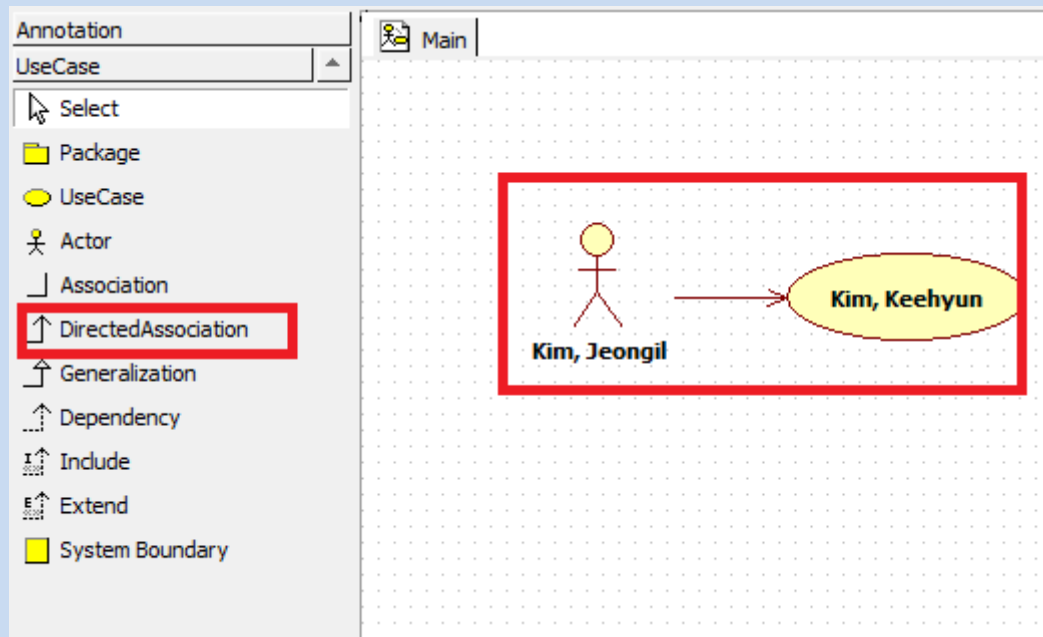 Annotation
UseCase
Select
Package
UseCase
Actor
Association
DirectedAssociation
Generalization
Dependency
I
Include
E
Extend
System Boundary
Main
Kim, Jeongil
Kim, Keehyun